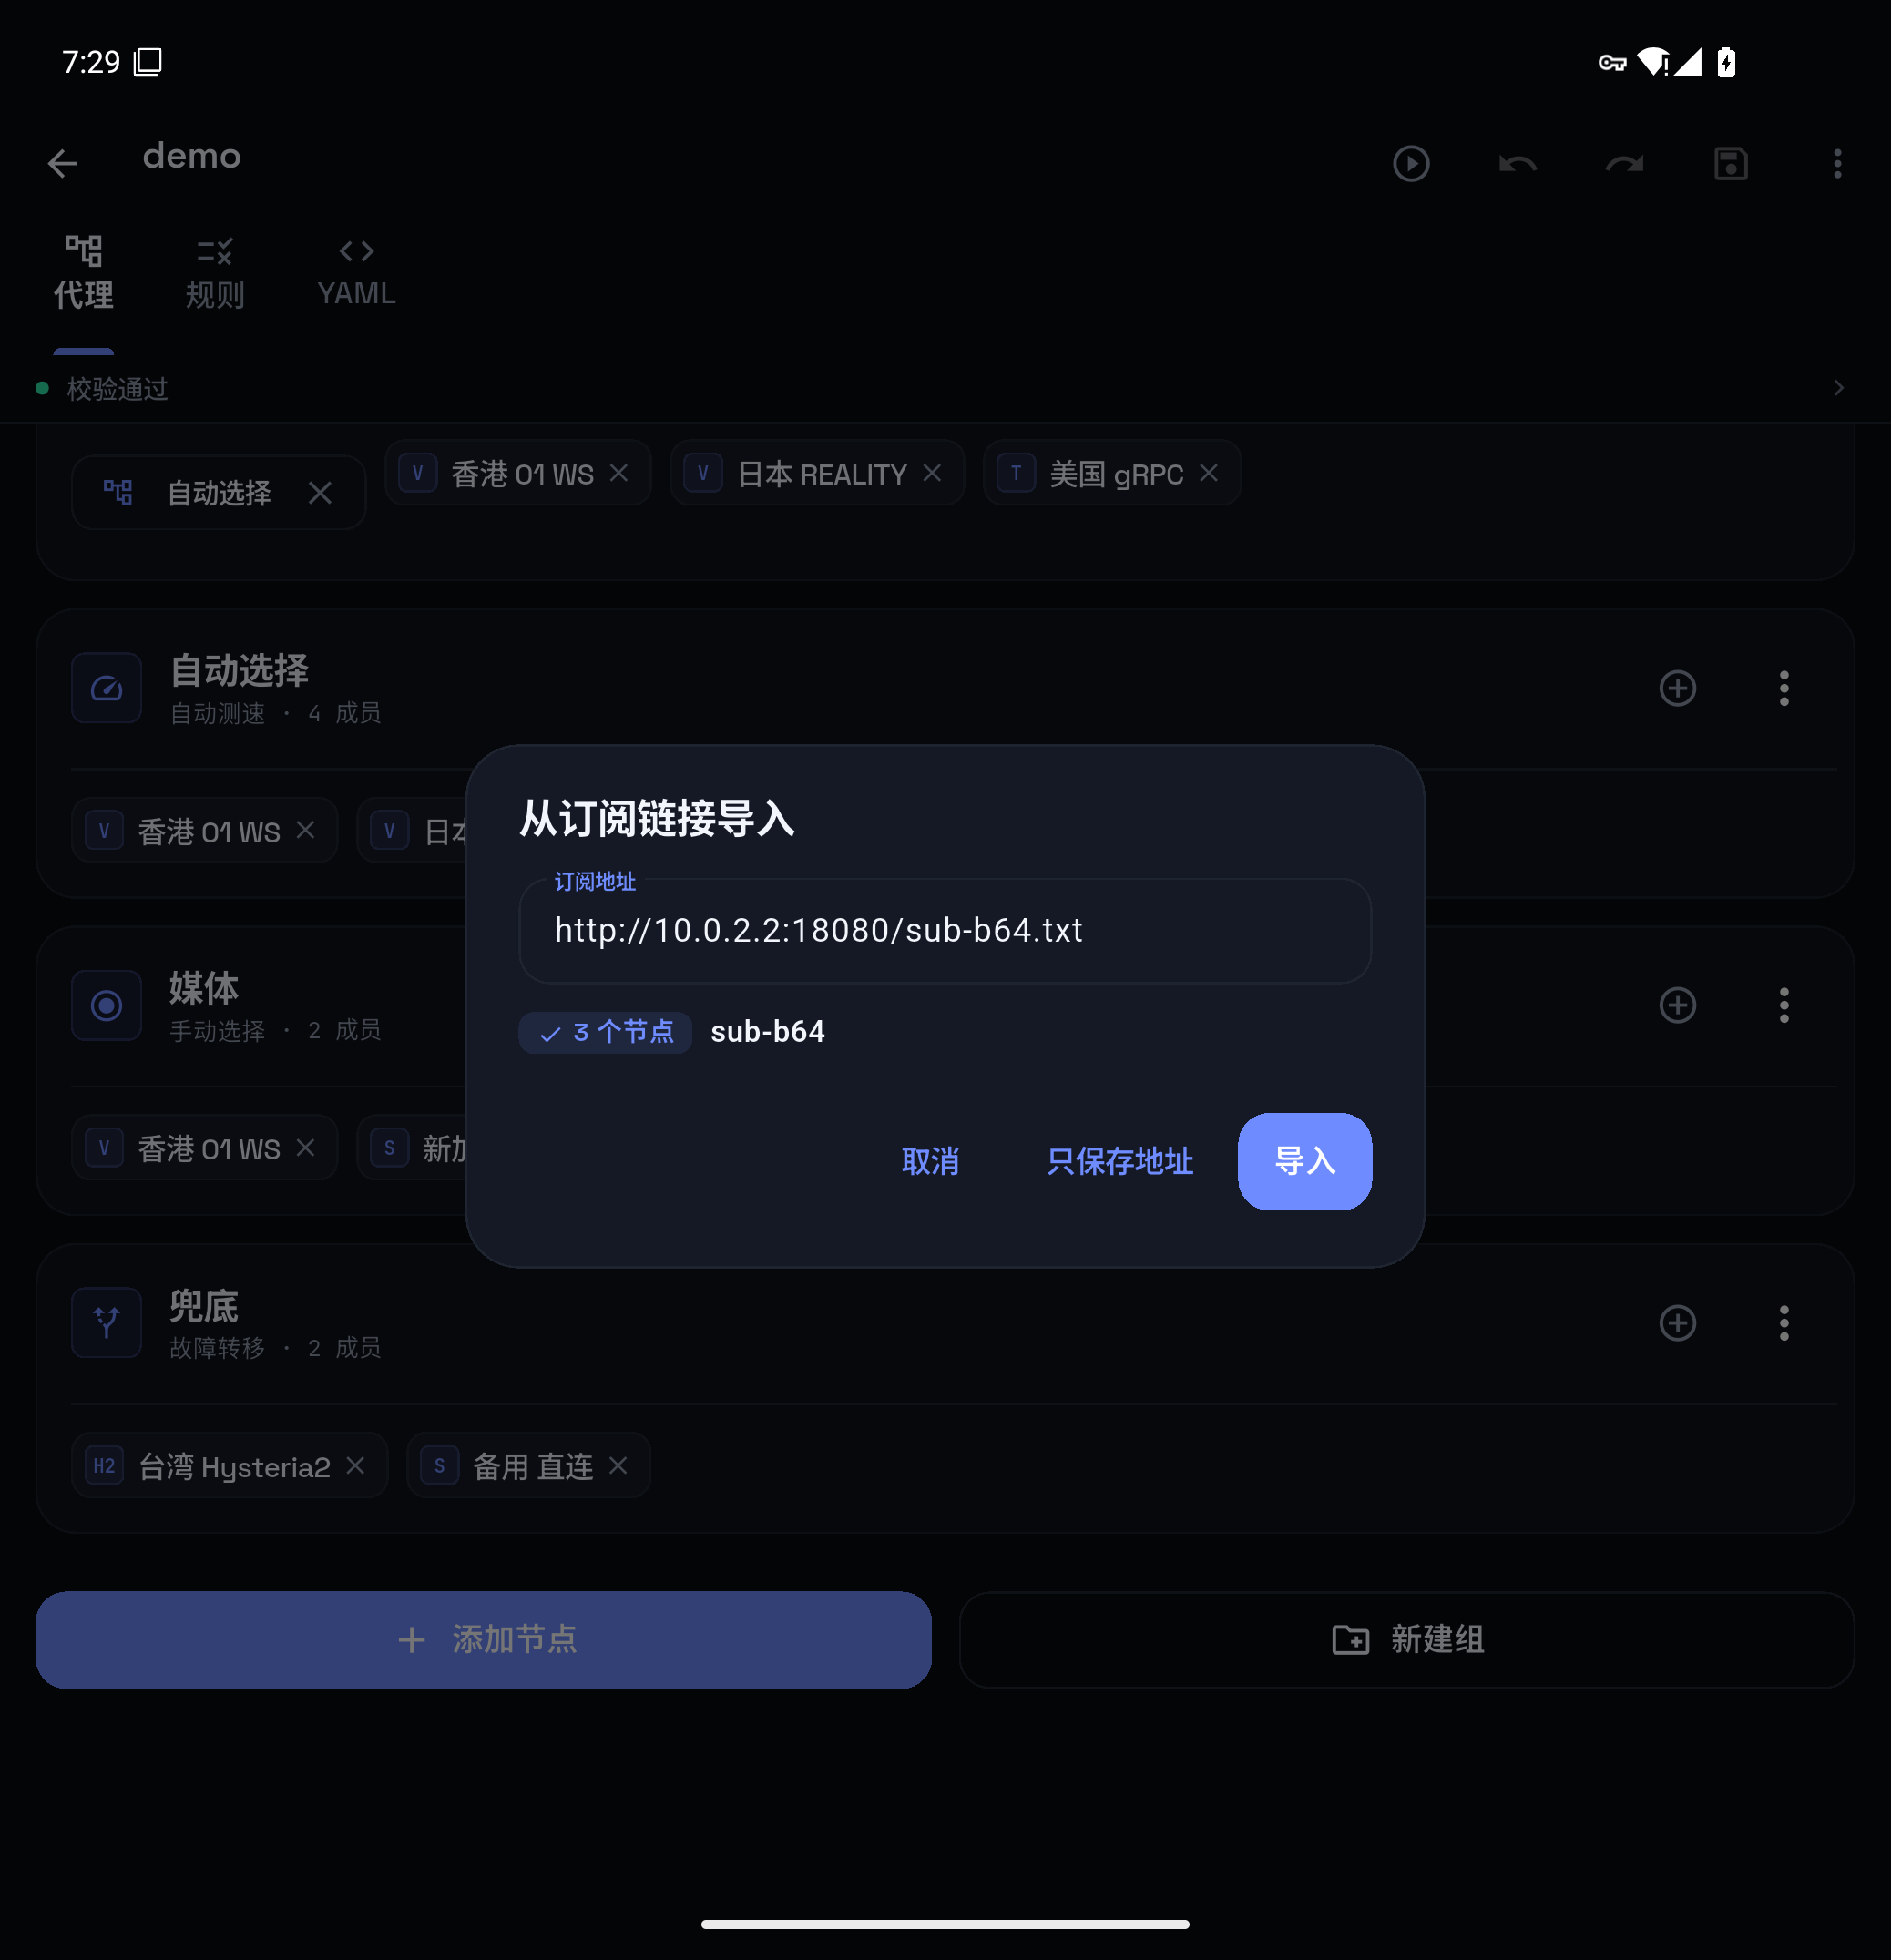 7:29
demo
代理
规则
YAML
校验通过
自动选择
V 香港 01 WS
V 日本 REALITY
T 美国 gRPC
自动选择
自动测速 · 4 成员
V 香港 01 WS
V 日本
媒体
手动选择 · 2 成员
V 香港 01 WS
S 新加
从订阅链接导入
订阅地址
http://10.0.2.2:18080/sub-b64.txt
3 个节点 sub-b64
取消 只保存地址 导入
兜底
故障转移 · 2 成员
H2 台湾 Hysteria2
S 备用 直连
添加节点
新建组